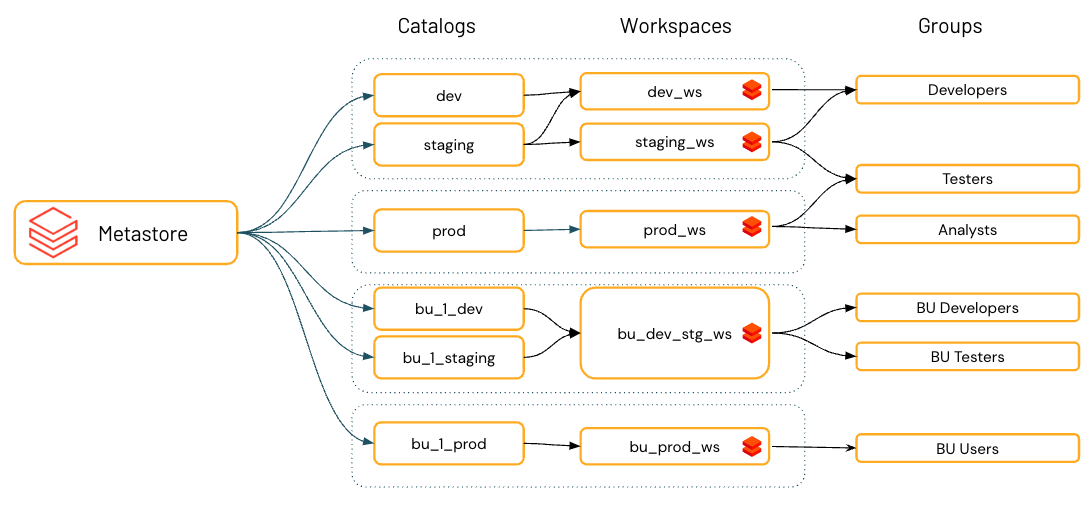 Catalogs
Workspaces
Groups
dev
dev_ws
Developers
staging
staging_ws
Testers
Metastore
prod
prod_ws
Analysts
bu_1_dev
bu_dev_stg_ws
BU Developers
bu_1_staging
BU Testers
bu_1_prod
bu_prod_ws
BU Users